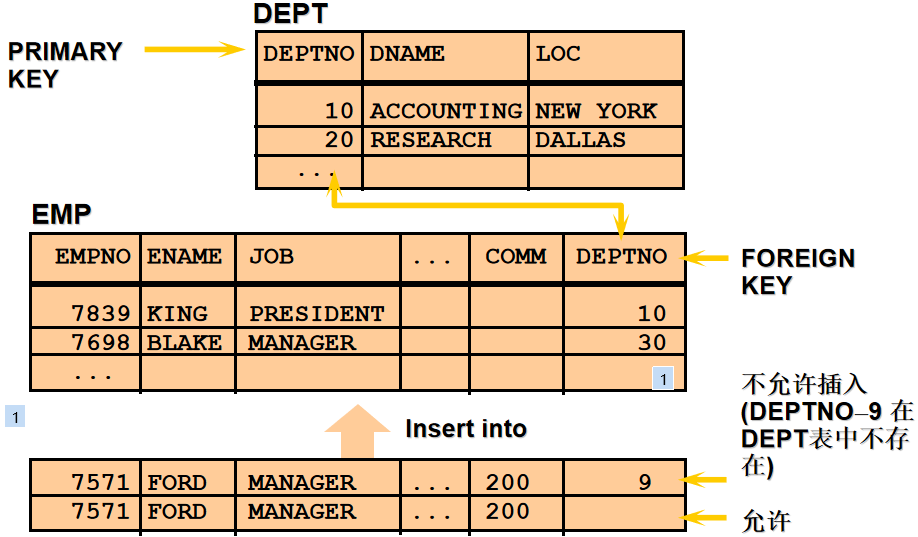 DEPT
PRIMARY
KEY
DEPTNO DNAME LOC
10 ACCOUNTING NEW YORK
20 RESEARCH DALLAS
...
EMP
EMPNO ENAME JOB ... COMM DEPTNO
FOREIGN
KEY
7839 KING PRESIDENT 10
7698 BLAKE MANAGER 30
...
1
1
Insert into
不允许插入
(DEPTNO–9 在
DEPT表中不存
在)
7571 FORD MANAGER ... 200 9
7571 FORD MANAGER ... 200
允许